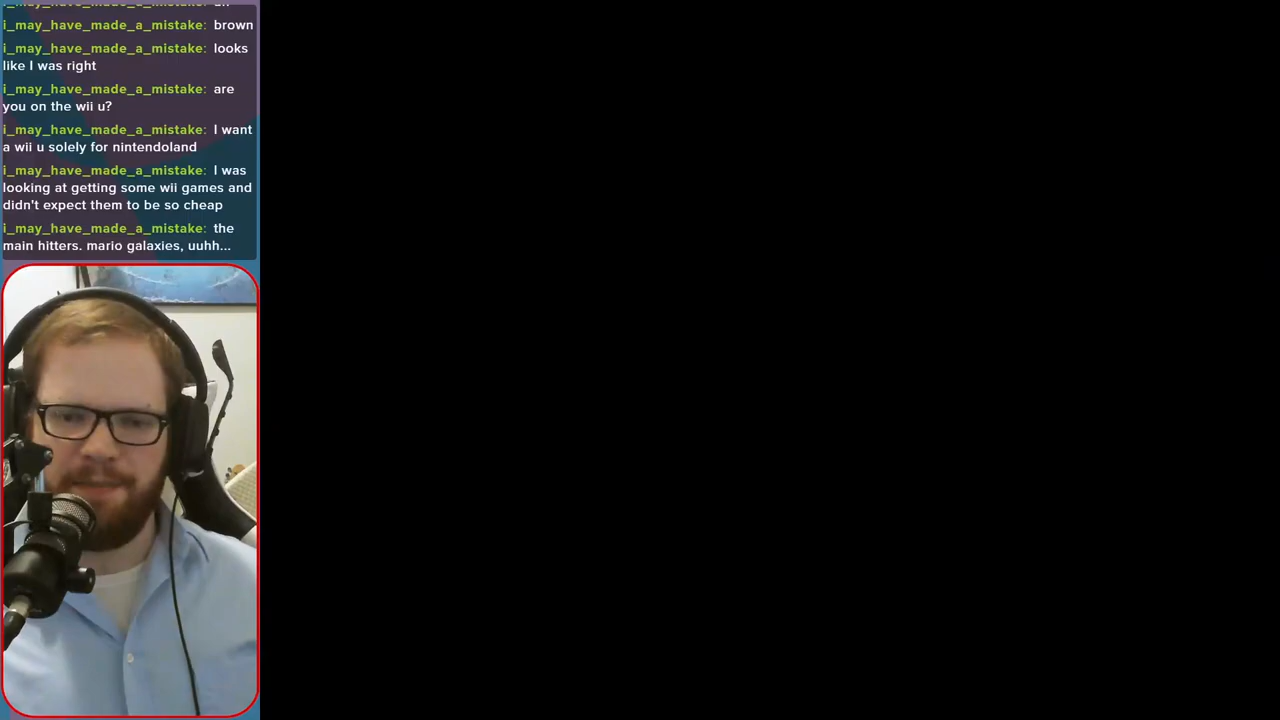 i_may_have_made_a_mistake: brown
i_may_have_made_a_mistake: looks
like I was right
i_may_have_made_a_mistake: are
you on the wii u?
i_may_have_made_a_mistake: I want
a wii u solely for nintendoland
i_may_have_made_a_mistake: I was
looking at getting some wii games and
didn't expect them to be so cheap
i_may_have_made_a_mistake: the
main hitters. mario galaxies, uuhh...